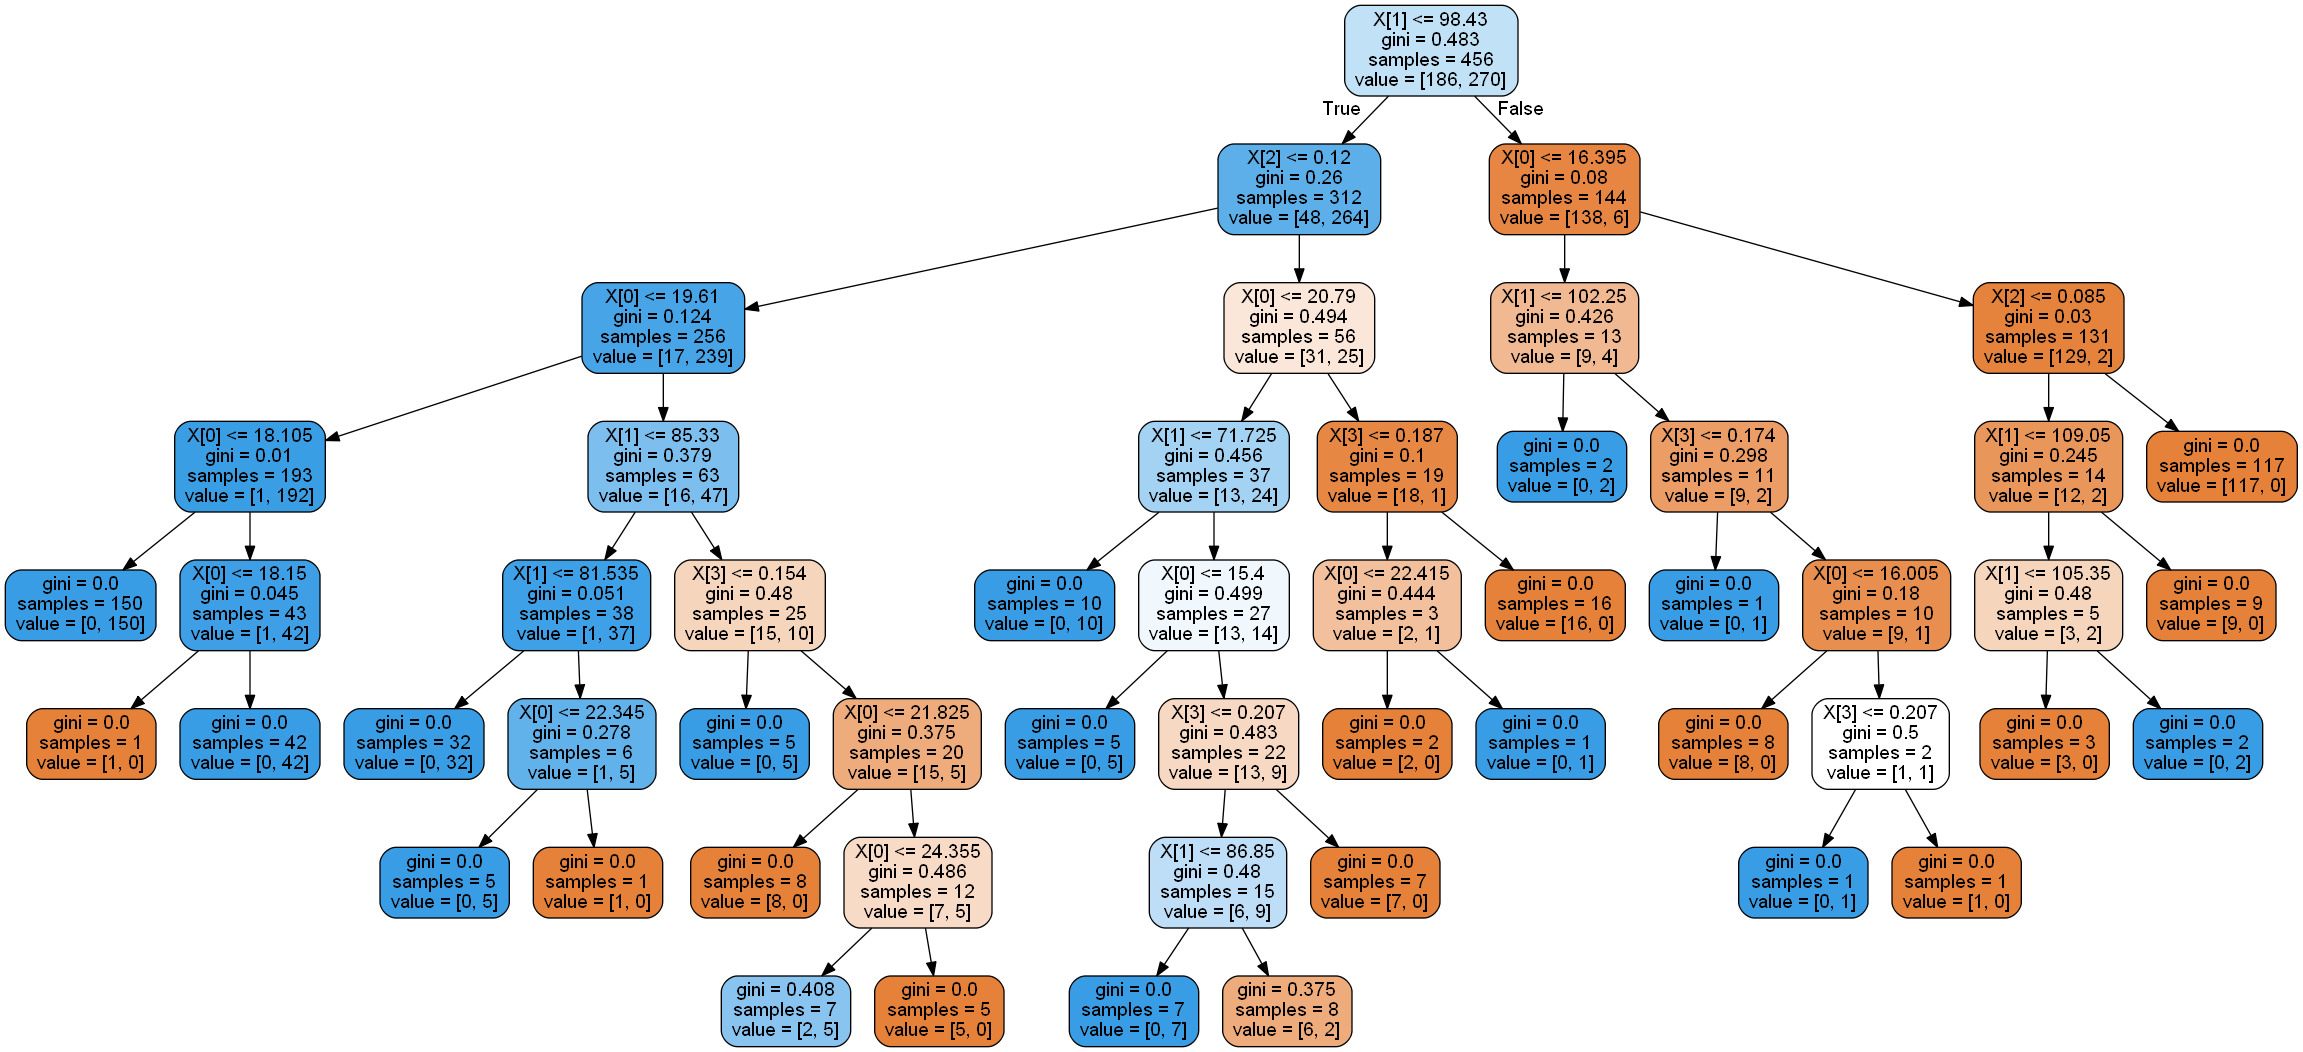 X[1] <= 98.43
gini = 0.483
samples = 456
value = [186, 270]
True
False
X[2] <= 0.12
gini = 0.26
samples = 312
value = [48, 264]
X[0] <= 16.395
gini = 0.08
samples = 144
value = [138, 6]
X[0] <= 19.61
gini = 0.124
samples = 256
value = [17, 239]
X[0] <= 20.79
gini = 0.494
samples = 56
value = [31, 25]
X[1] <= 102.25
gini = 0.426
samples = 13
value = [9, 4]
X[2] <= 0.085
gini = 0.03
samples = 131
value = [129, 2]
X[0] <= 18.105
gini = 0.01
samples = 193
value = [1, 192]
X[1] <= 85.33
gini = 0.379
samples = 63
value = [16, 47]
X[1] <= 71.725
gini = 0.456
samples = 37
value = [13, 24]
X[3] <= 0.187
gini = 0.1
samples = 19
value = [18, 1]
gini = 0.0
samples = 2
value = [0, 2]
X[3] <= 0.174
gini = 0.298
samples = 11
value = [9, 2]
X[1] <= 109.05
gini = 0.245
samples = 14
value = [12, 2]
gini = 0.0
samples = 117
value = [117, 0]
gini = 0.0
samples = 150
value = [0, 150]
X[0] <= 18.15
gini = 0.045
samples = 43
value = [1, 42]
X[1] <= 81.535
gini = 0.051
samples = 38
value = [1, 37]
X[3] <= 0.154
gini = 0.48
samples = 25
value = [15, 10]
gini = 0.0
samples = 10
value = [0, 10]
X[0] <= 15.4
gini = 0.499
samples = 27
value = [13, 14]
X[0] <= 22.415
gini = 0.444
samples = 3
value = [2, 1]
gini = 0.0
samples = 16
value = [16, 0]
gini = 0.0
samples = 1
value = [0, 1]
X[0] <= 16.005
gini = 0.18
samples = 10
value = [9, 1]
X[1] <= 105.35
gini = 0.48
samples = 5
value = [3, 2]
gini = 0.0
samples = 9
value = [9, 0]
gini = 0.0
samples = 1
value = [1, 0]
gini = 0.0
samples = 42
value = [0, 42]
gini = 0.0
samples = 32
value = [0, 32]
X[0] <= 22.345
gini = 0.278
samples = 6
value = [1, 5]
gini = 0.0
samples = 5
value = [0, 5]
X[0] <= 21.825
gini = 0.375
samples = 20
value = [15, 5]
gini = 0.0
samples = 5
value = [0, 5]
X[3] <= 0.207
gini = 0.483
samples = 22
value = [13, 9]
gini = 0.0
samples = 2
value = [2, 0]
gini = 0.0
samples = 1
value = [0, 1]
gini = 0.0
samples = 8
value = [8, 0]
X[3] <= 0.207
gini = 0.5
samples = 2
value = [1, 1]
gini = 0.0
samples = 3
value = [3, 0]
gini = 0.0
samples = 2
value = [0, 2]
gini = 0.0
samples = 5
value = [0, 5]
gini = 0.0
samples = 1
value = [1, 0]
gini = 0.0
samples = 8
value = [8, 0]
X[0] <= 24.355
gini = 0.486
samples = 12
value = [7, 5]
X[1] <= 86.85
gini = 0.48
samples = 15
value = [6, 9]
gini = 0.0
samples = 7
value = [7, 0]
gini = 0.0
samples = 1
value = [0, 1]
gini = 0.0
samples = 1
value = [1, 0]
gini = 0.408
samples = 7
value = [2, 5]
gini = 0.0
samples = 5
value = [5, 0]
gini = 0.0
samples = 7
value = [0, 7]
gini = 0.375
samples = 8
value = [6, 2]